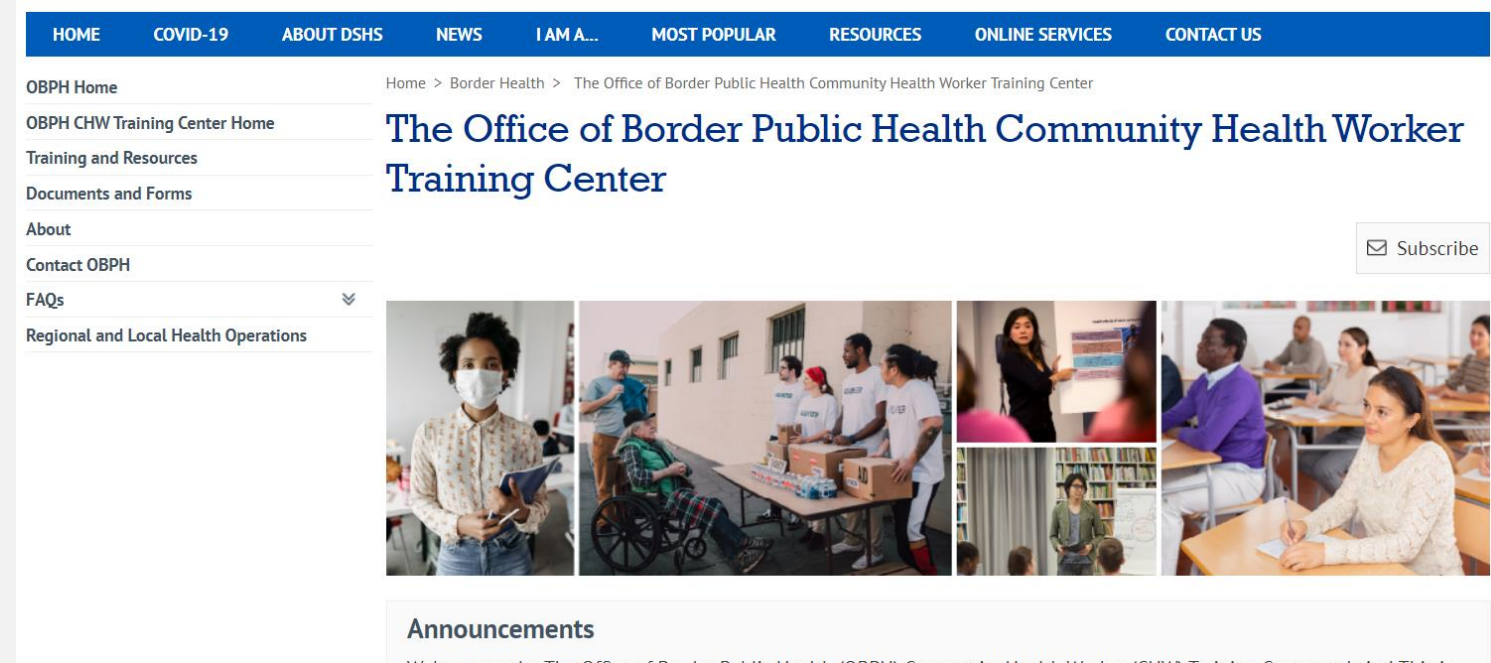 HOME COVID-19 ABOUT DSHS NEWS I AM A... MOST POPULAR RESOURCES ONLINE SERVICES CONTACT US
OBPH Home
OBPH CHW Training Center Home
Training and Resources
Documents and Forms
About
Contact OBPH
FAQs
Regional and Local Health Operations
Home > Border Health > The Office of Border Public Health Community Health Worker Training Center
The Office of Border Public Health Community Health Worker
Training Center
Subscribe
Announcements